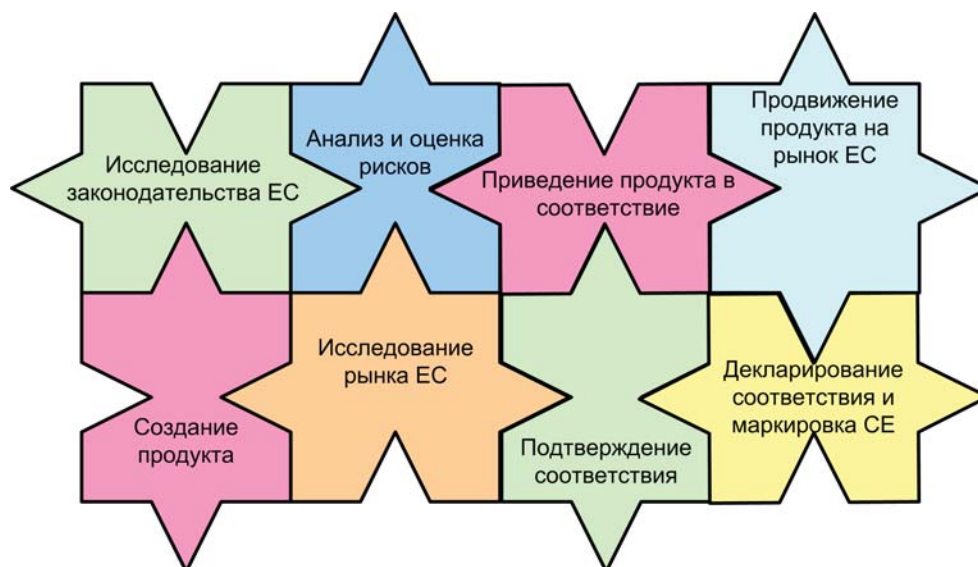 Исследование
законодательства ЕС
Анализ и оценка
рисков
Приведение продукта в
соответствие
Продвижение
продукта на
рынок ЕС
Создание
продукта
Исследование
рынка ЕС
Подтверждение
соответствия
Декларирование
соответствия и
маркировка СЕ